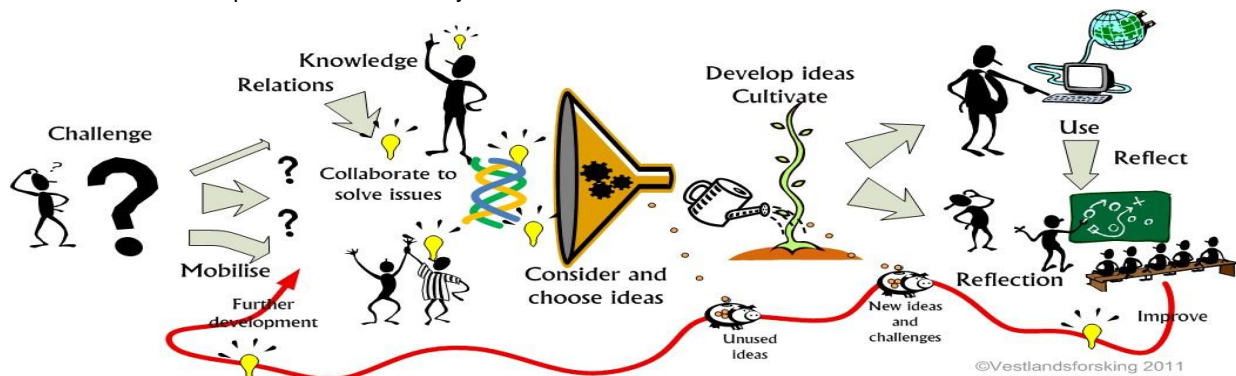 Challenge
Mobilise
Knowledge
Relations
Collaborate to
solve issues
Consider and
choose ideas
Develop ideas
Cultivate
Use
Reflect
Reflection
Improve
New ideas
and
challenges
Unused
ideas
Further
development
©Vestlandsforsking 2011